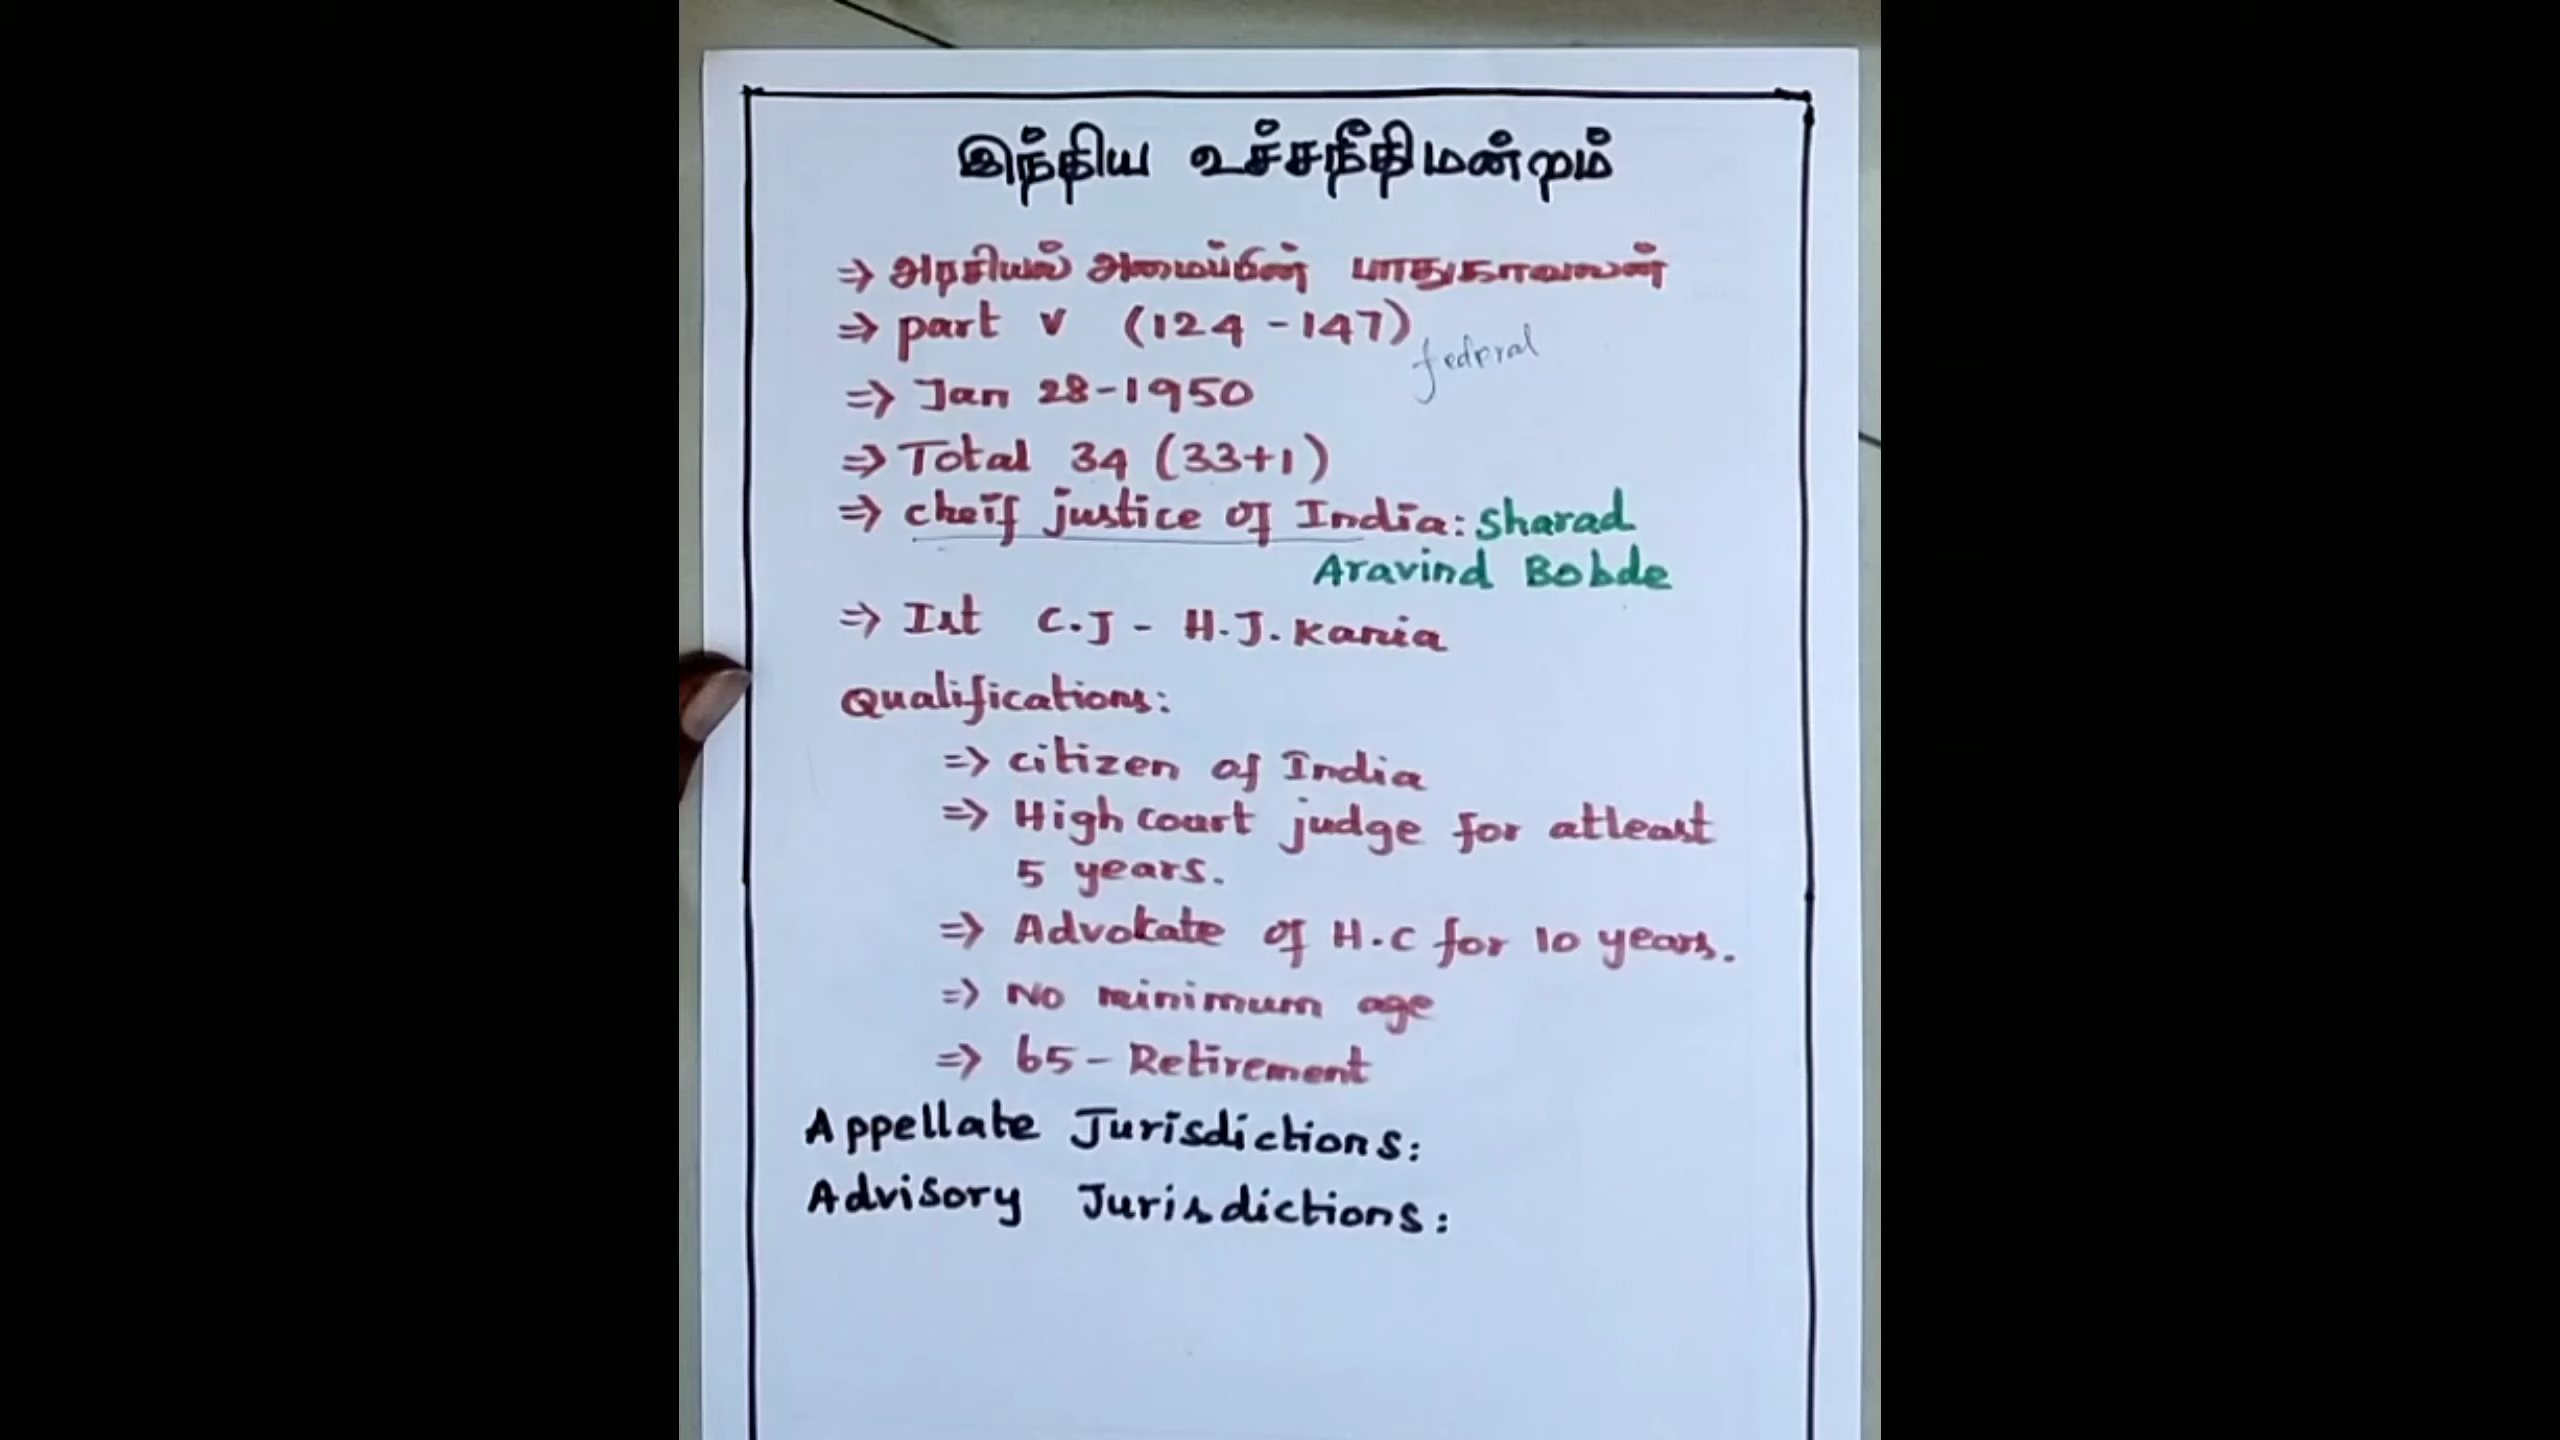 இந்திய உச்சநீதிமன்றம்
=> அரசியல் அமைப்பின் பாதுகாவலன்
=> part v (124 - 147)
federal
=> Jan 28-1950
=> Total 34 (33+1)
=> cheif justice of India: Sharad
Aravind Bobde
=> Ist C.J - H.J. Kania
Qualifications:
=> citizen of India
=> High court judge for atleast
5 years.
=> Advokate of H.C for 10 years.
=> No minimum age
=> 65 - Retirement
Appellate Jurisdictions:
Advisory Jurisdictions: